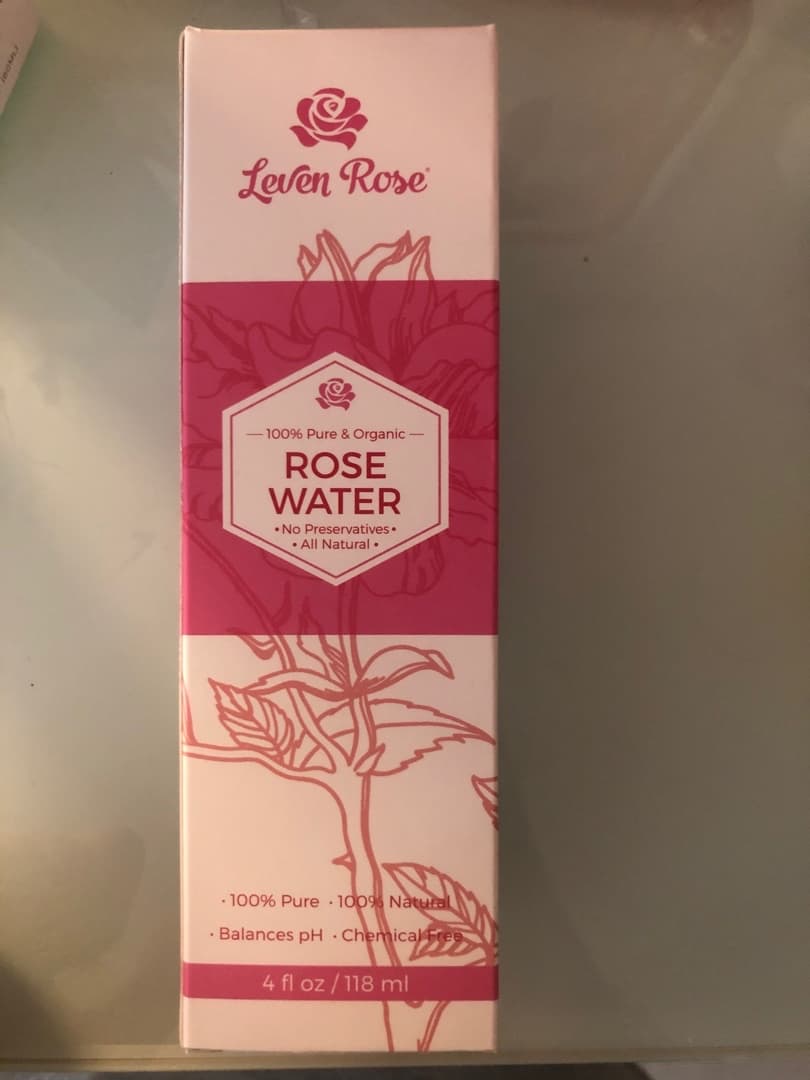 Leven Rose
100% Pure & Organic
ROSE
WATER
•No Preservatives•
• All Natural •
• 100% Pure • 100% Natural
• Balances pH • Chemical Free
4 fl oz / 118 ml